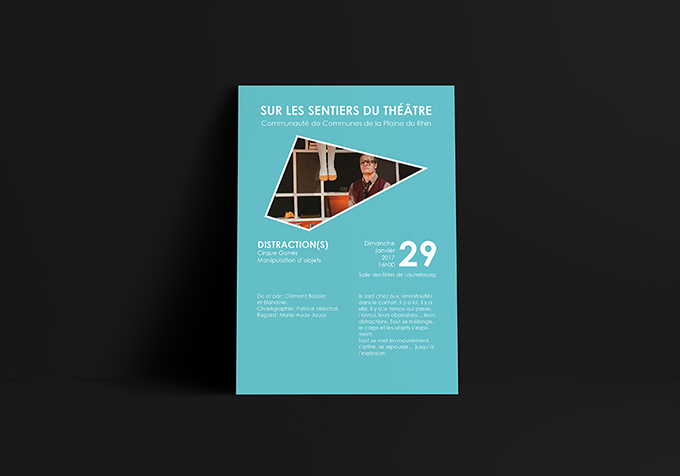 SUR LES SENTIERS DU THÉÂTRE
Communauté de Communes de la Plaine du Rhin
DISTRACTION(S)
Cirque Gones
Manipulation d'objets
Dimanche
janvier
2017
16h00
29
Salle des fêtes de Lauterbourg
De et par: Clément Boissier
et Blandine.
Chorégraphie: Patrice Marchal
Regard: Marie-Aude
Ils sont chez eux, emmitouflés
dans le confort, il y a lui, il y a
elle, il y a le temps qui passe,
l'ennui, leurs obsessions... leurs
distractions. Tout se mélange,
le corps et les objets s'expri-
ment.
Tout se met en mouvement,
s'attire, se repousse... jusqu'à
l'explosion.